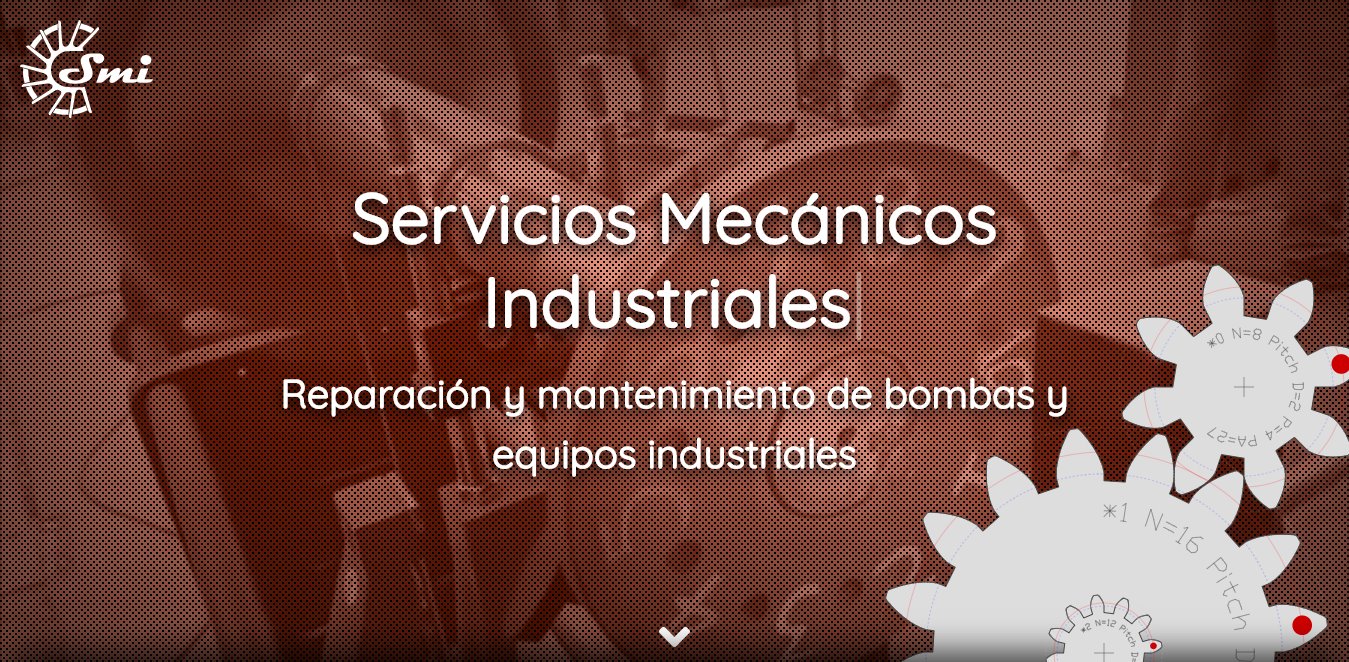 Smi
Servicios Mecánicos
Industriales
Reparación y mantenimiento de bombas y
equipos industriales
*0 N=8 Pitch D=2 P=4 PA=27
*1 N=16 Pitch D
*2 N=12 Pitch D=